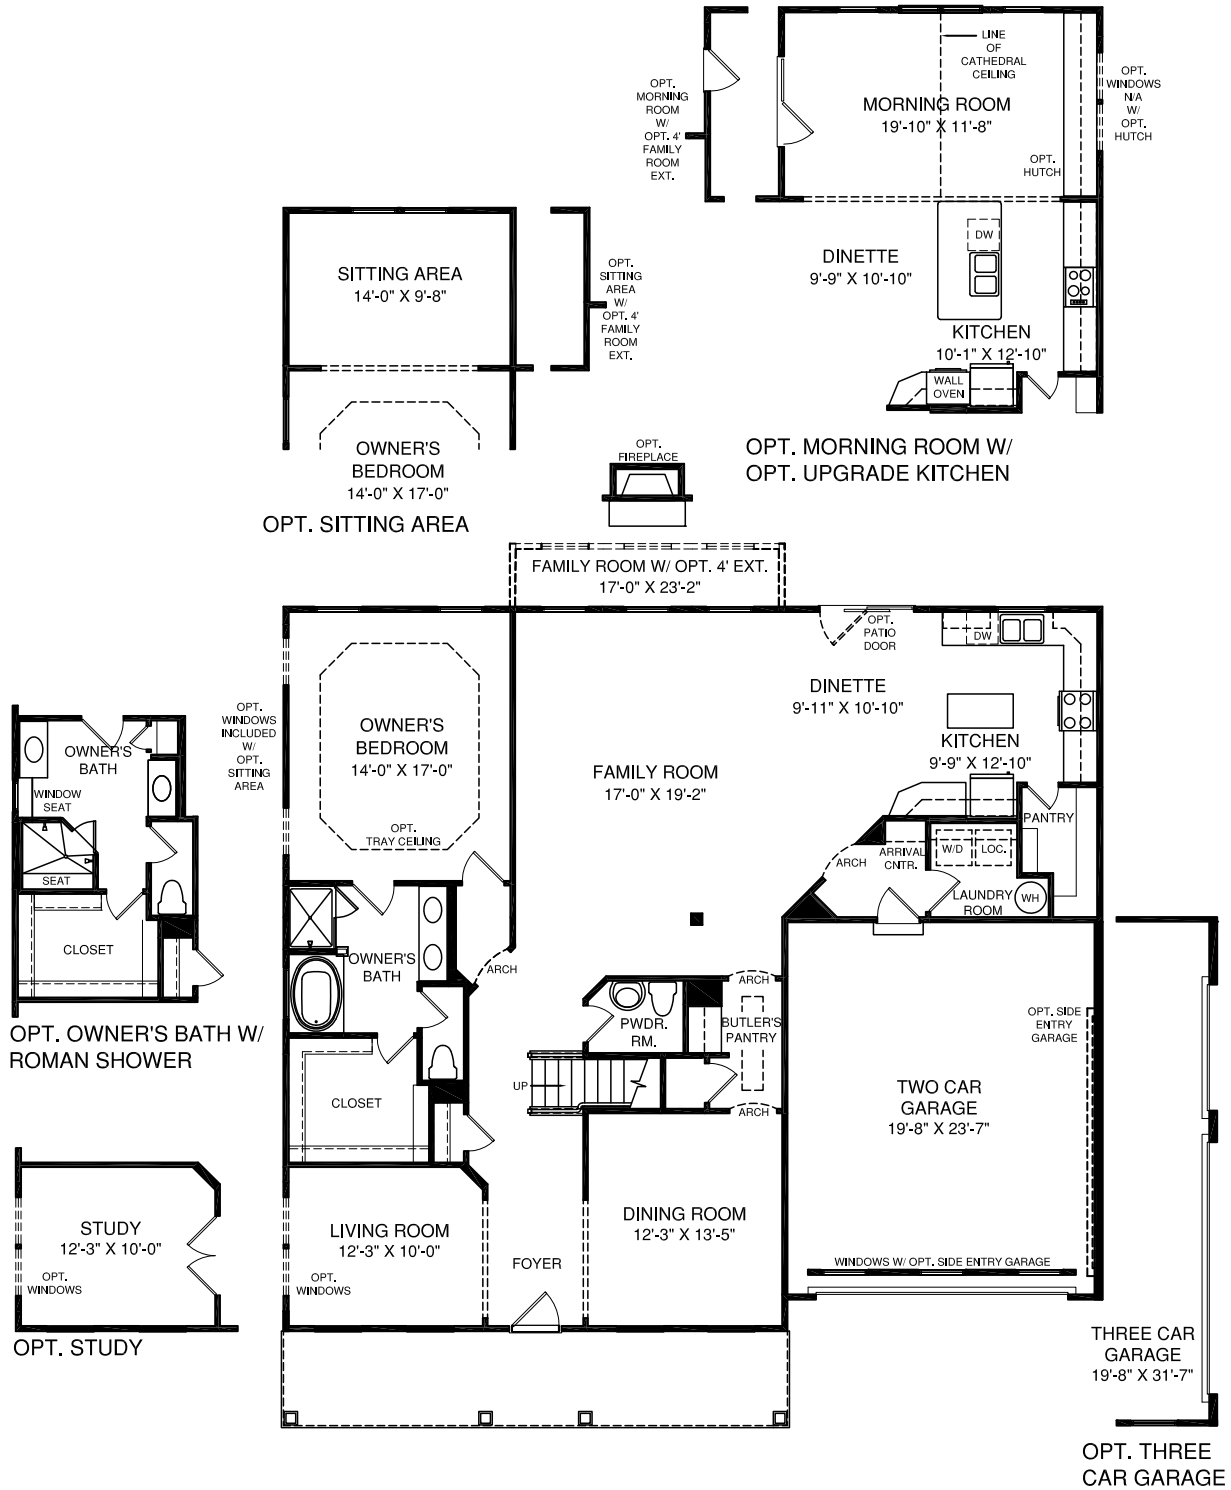 LINE
OF
CATHEDRAL
CEILING
OPT.
MORNING
ROOM
W/
OPT. 4'
FAMILY
ROOM
EXT.
MORNING ROOM
19'-10" X 11'-8"
OPT.
WINDOWS
N/A
W/
OPT.
HUTCH
OPT.
HUTCH
DW
DINETTE
9'-9" X 10'-10"
KITCHEN
10'-1" X 12'-10"
WALL
OVEN
OPT. MORNING ROOM W/
OPT. UPGRADE KITCHEN
SITTING AREA
14'-0" X 9'-8"
OPT.
SITTING
AREA
W/
OPT. 4'
FAMILY
ROOM
EXT.
OWNER'S
BEDROOM
14'-0" X 17'-0"
OPT. SITTING AREA
OPT.
FIREPLACE
FAMILY ROOM W/ OPT. 4' EXT.
17'-0" X 23'-2"
OPT.
PATIO
DOOR
DW
DINETTE
9'-11" X 10'-10"
KITCHEN
9'-9" X 12'-10"
OPT.
WINDOWS
INCLUDED
W/
OPT.
SITTING
AREA
OWNER'S
BEDROOM
14'-0" X 17'-0"
OPT.
TRAY CEILING
FAMILY ROOM
17'-0" X 19'-2"
PANTRY
ARCH
ARRIVAL
CNTR.
W/D
LOC.
LAUNDRY
ROOM
WH
OWNER'S
BATH
WINDOW
SEAT
SEAT
CLOSET
OPT. OWNER'S BATH W/
ROMAN SHOWER
OWNER'S
BATH
ARCH
CLOSET
PWDR.
RM.
ARCH
BUTLER'S
PANTRY
ARCH
UP
OPT. SIDE
ENTRY
GARAGE
TWO CAR
GARAGE
19'-8" X 23'-7"
WINDOWS W/ OPT. SIDE ENTRY GARAGE
STUDY
12'-3" X 10'-0"
OPT.
WINDOWS
OPT. STUDY
LIVING ROOM
12'-3" X 10'-0"
OPT.
WINDOWS
FOYER
DINING ROOM
12'-3" X 13'-5"
THREE CAR
GARAGE
19'-8" X 31'-7"
OPT. THREE
CAR GARAGE